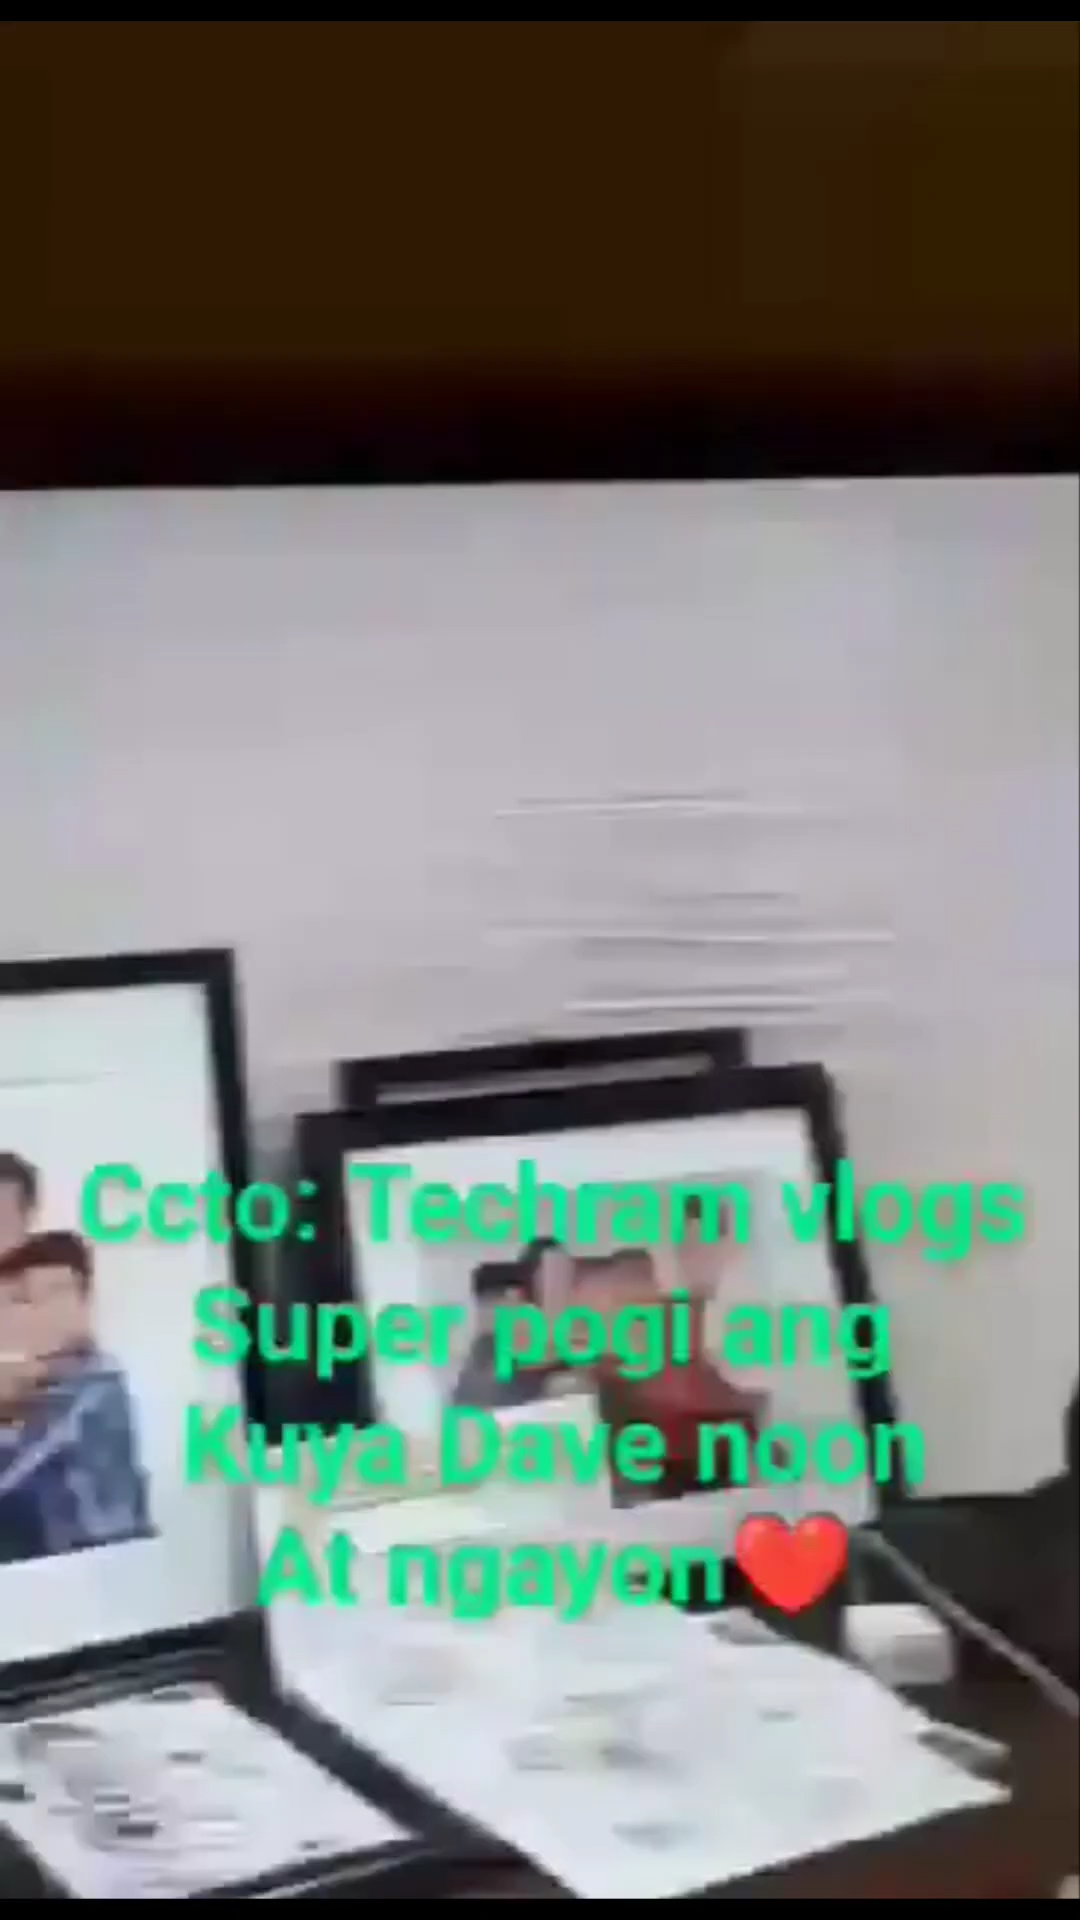 Ccto: Techram vlogs
Super pogi ang
Kuya Dave noon
At ngayon❤️